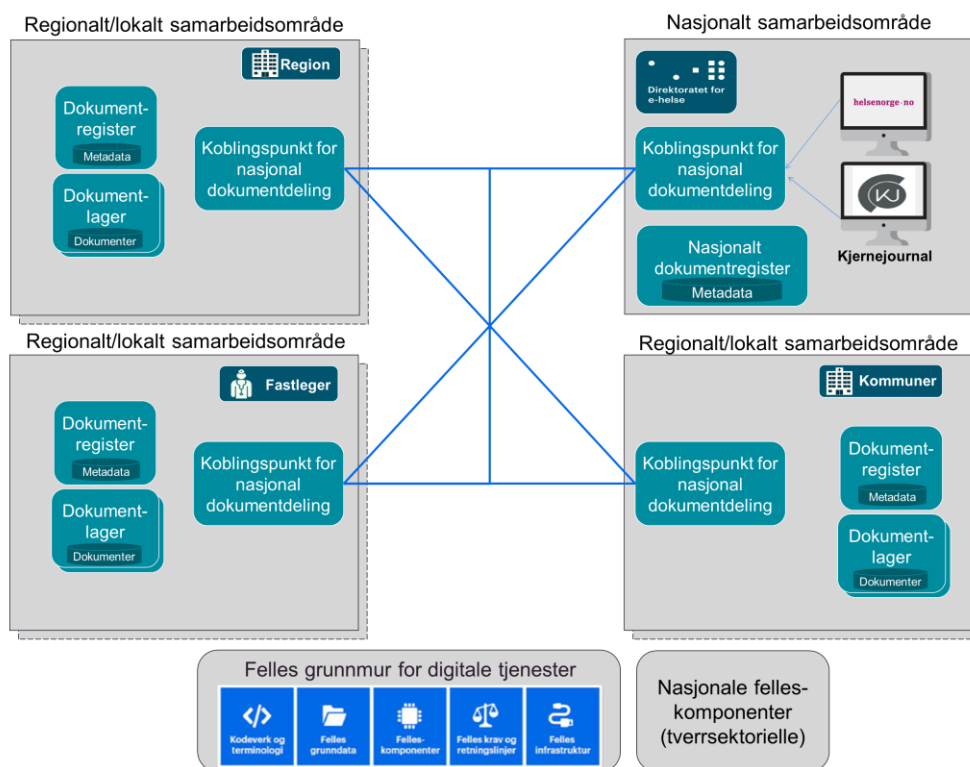 Regionalt/lokalt samarbeidsområde
Region
Dokument-
register
Metadata
Dokument-
lager
Dokumenter
Koblingspunkt for
nasjonal
dokumentdeling
Nasjonalt samarbeidsområde
Direktoratet for
e-helse
Koblingspunkt for
nasjonal
dokumentdeling
Nasjonalt
dokumentregister
Metadata
helsenorge·no
KJ
Kjernejournal
Regionalt/lokalt samarbeidsområde
Fastleger
Dokument-
register
Metadata
Dokument-
lager
Dokumenter
Koblingspunkt for
nasjonal
dokumentdeling
Regionalt/lokalt samarbeidsområde
Kommuner
Koblingspunkt for
nasjonal
dokumentdeling
Dokument-
register
Metadata
Dokument-
lager
Dokumenter
Felles grunnmur for digitale tjenester
Kodeverk og
terminologi
Felles
grunndata
Felles-
komponenter
Felles krav og
retningslinjer
Felles
infrastruktur
Nasjonale felles-
komponenter
(tverrsektorielle)